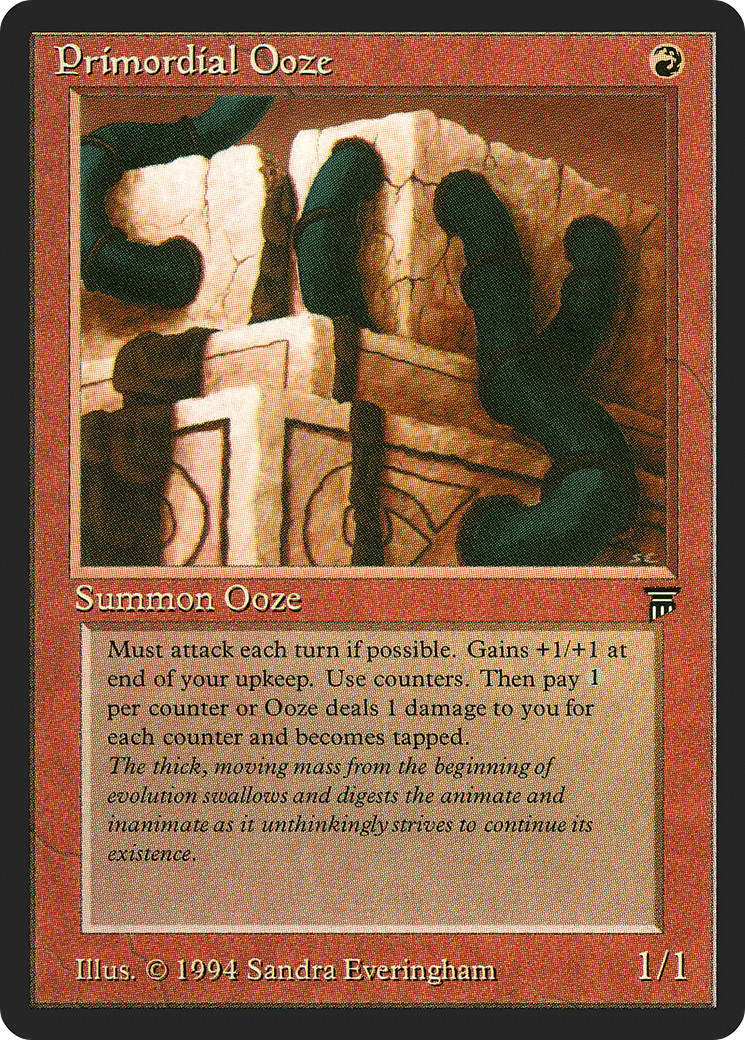 Primordial Ooze
SE
Summon Ooze
Must attack each turn if possible. Gains +1/+1 at
end of your upkeep. Use counters. Then pay 1
per counter or Ooze deals 1 damage to you for
each counter and becomes tapped.
The thick, moving mass from the beginning of
evolution swallows and digests the animate and
inanimate as it unthinkingly strives to continue its
existence.
Illus. © 1994 Sandra Everingham
1/1